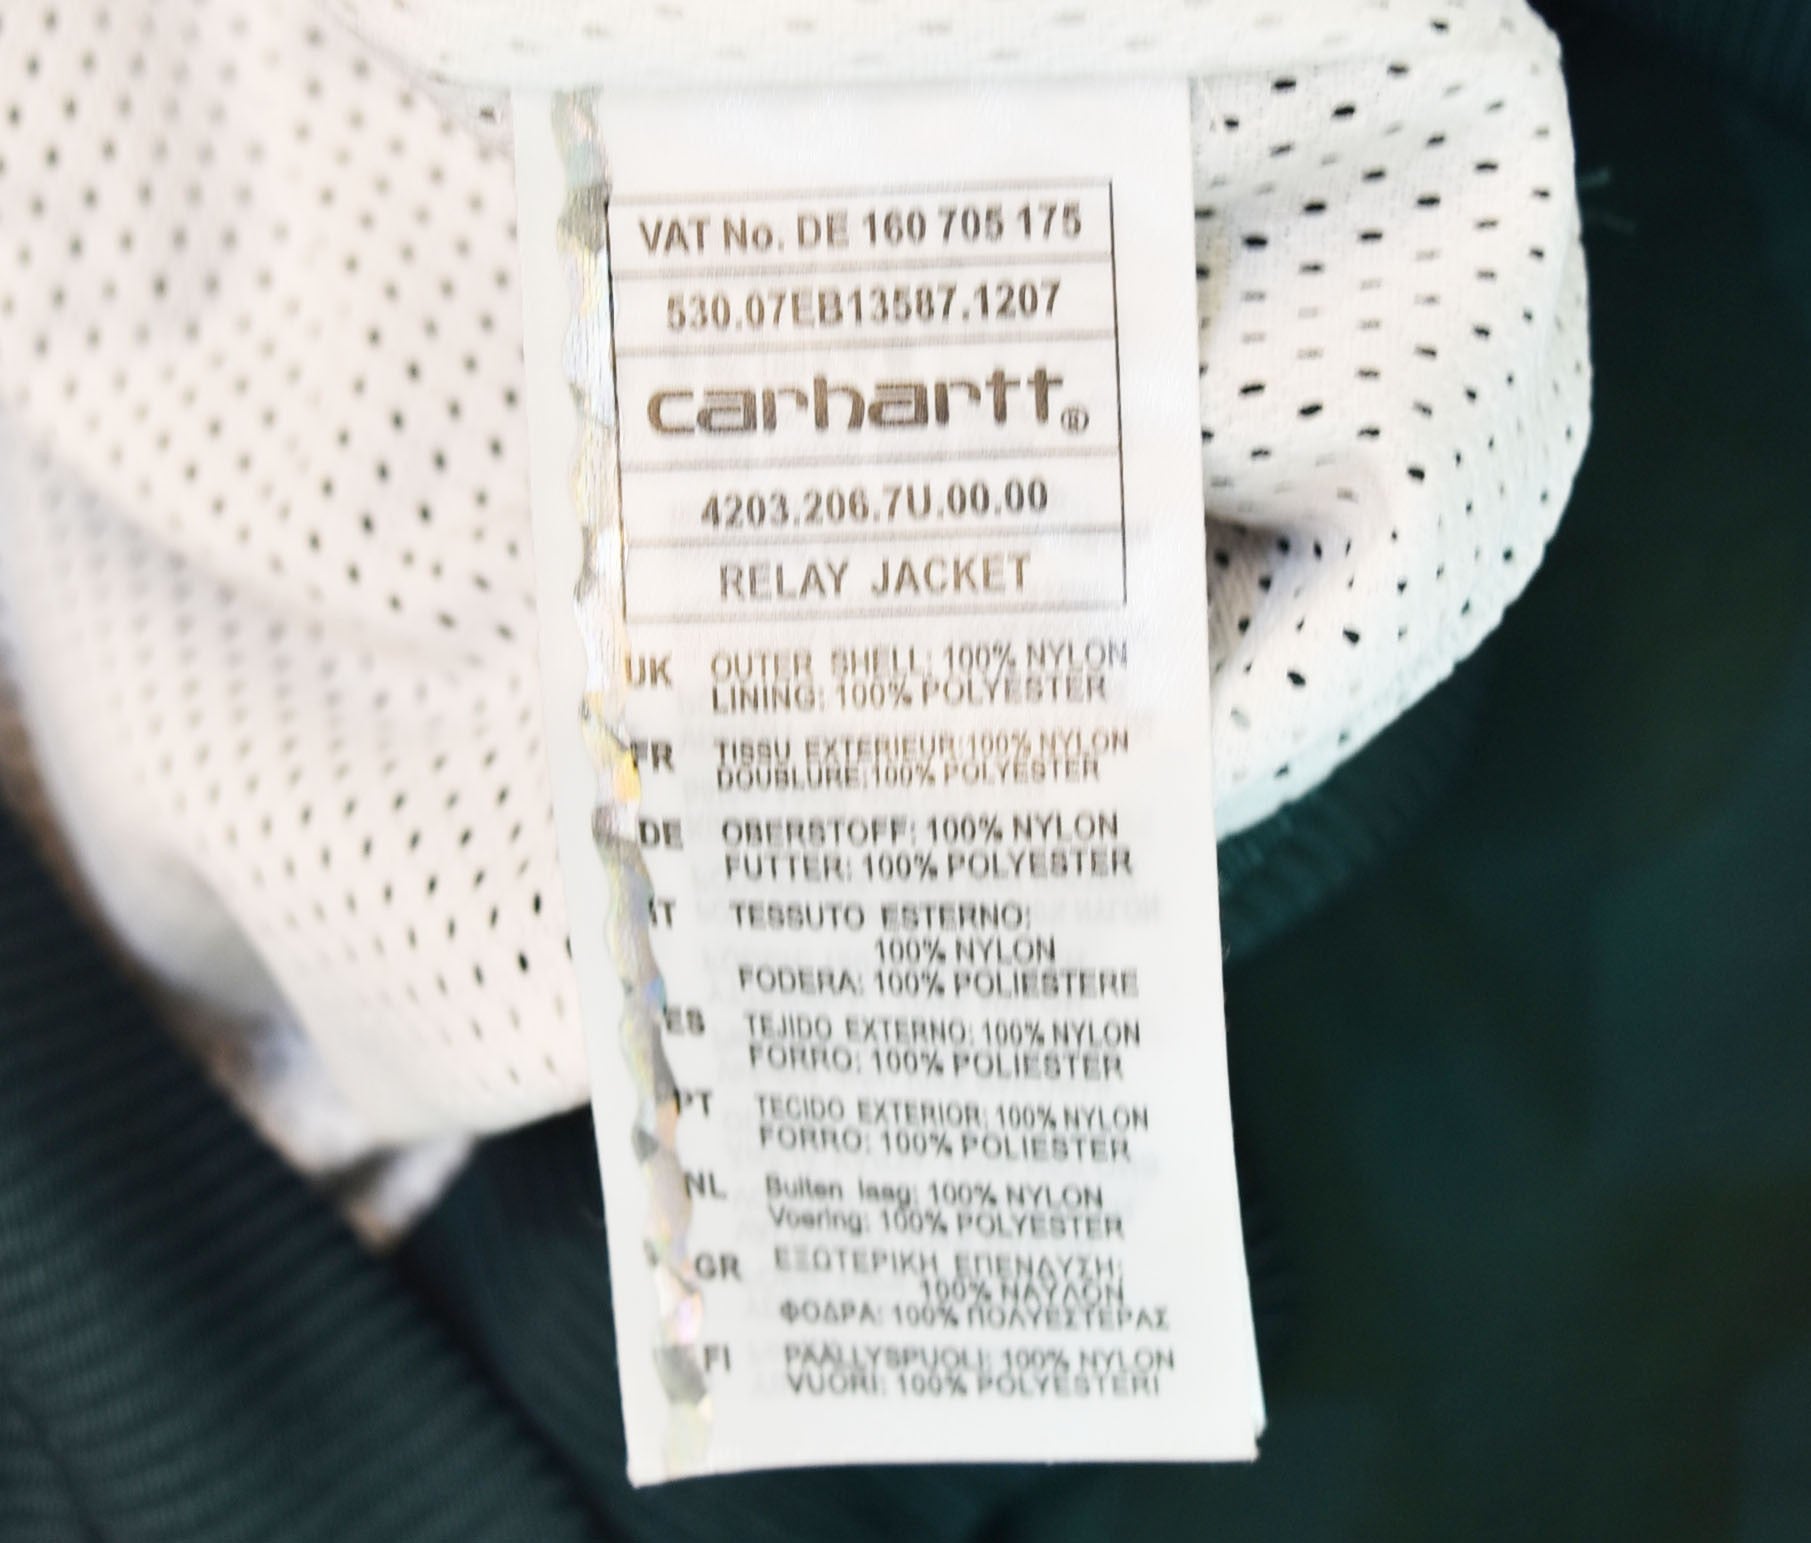 VAT No. DE 160 705 175
530.07EB13587.1207
carhartt®
4203.206.7U.00.00
RELAY JACKET
UK OUTER SHELL: 100% NYLON
LINING: 100% POLYESTER
FR TISSU EXTERIEUR:100% NYLON
DOUBLURE:100% POLYESTER
DE OBERSTOFF: 100% NYLON
FUTTER: 100% POLYESTER
IT TESSUTO ESTERNO:
100% NYLON
FODERA: 100% POLIESTERE
ES TEJIDO EXTERNO: 100% NYLON
FORRO: 100% POLIESTER
PT TECIDO EXTERIOR: 100% NYLON
FORRO: 100% POLIESTER
NL Buiten laag: 100% NYLON
Voering: 100% POLYESTER
GR ΕΞΩΤΕΡΙΚΗ ΕΠΕΝΔΥΣΗ:
100% ΝΑΥΛΟΝ
ΦΟΔΡΑ: 100% ΠΟΛΥΕΣΤΕΡΑΣ
FI PÄÄLLYSPUOLI: 100% NYLON
VUORI: 100% POLYESTERI